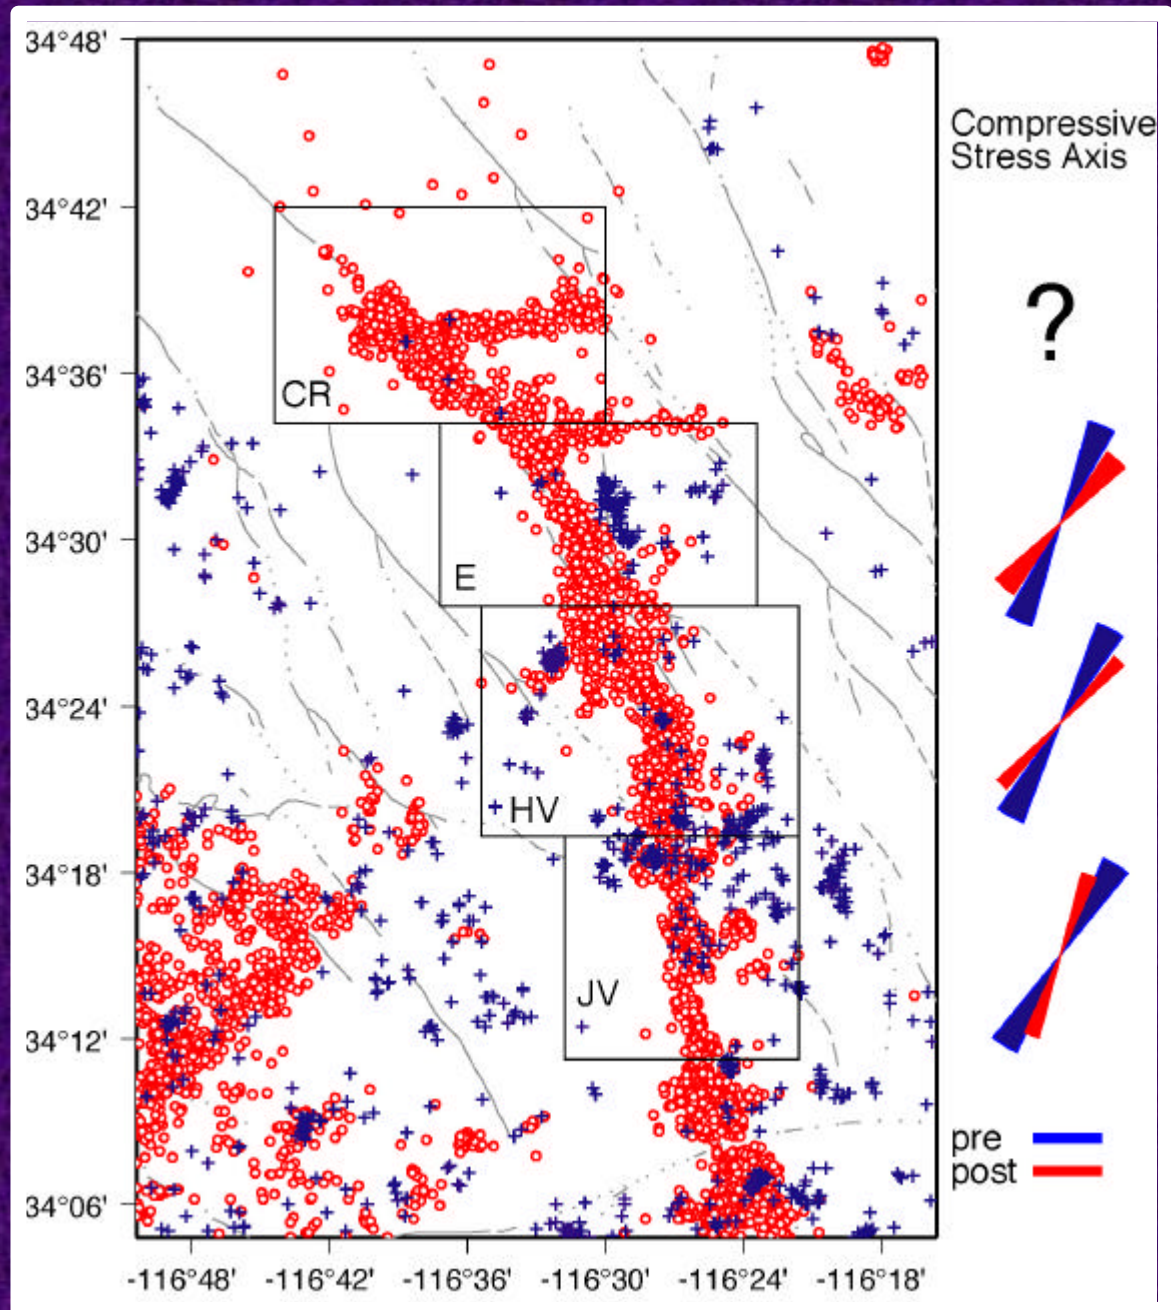 34°48'
34°42'
34°36'
34°30'
34°24'
34°18'
34°12'
34°06'
-116°48'
-116°42'
-116°36'
-116°30'
-116°24'
-116°18'
CR
E
HV
JV
Compressive
Stress Axis
?
pre
post